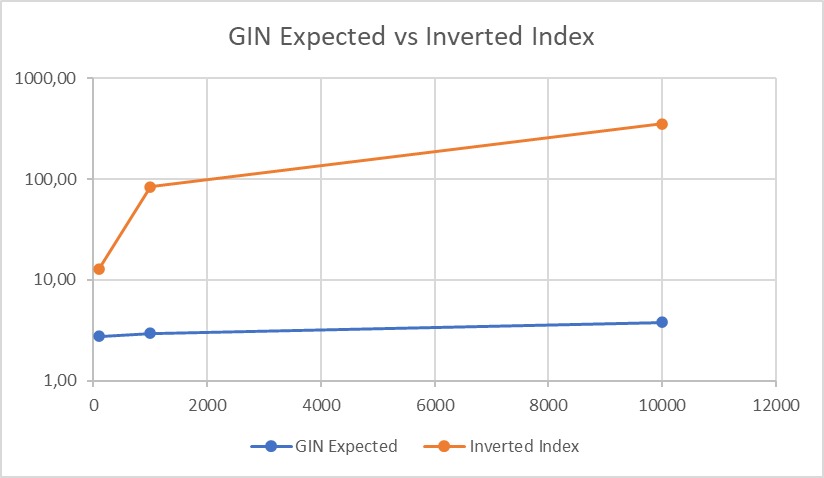 GIN Expected vs Inverted Index
1000,00
100,00
10,00
1,00
0 2000 4000 6000 8000 10000 12000
GIN Expected Inverted Index